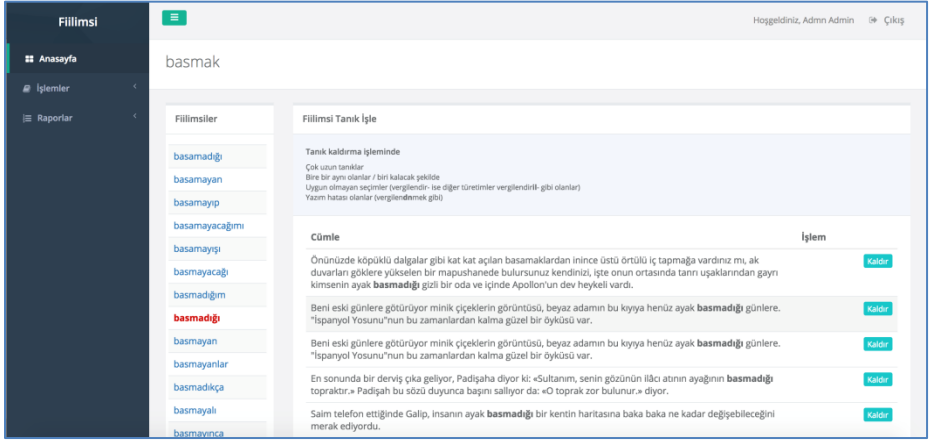 Fiilimsi
Hoşgeldiniz, Admn Admin
Çıkış
Anasayfa
İşlemler
Raporlar
basmak
Fiilimsiler
basamadığı
basamayan
basamayıp
basamayacağımı
basamayışı
basmayacağı
basmadığım
basmadığı
basmayan
basmayanlar
basmadıkça
basmayalı
basmayınca
Fiilimsi Tanık İşle
Tanık kaldırma işleminde
Çok uzun tanıklar
Bire bir aynı olanlar / biri kalacak şekilde
Uygun olmayan seçimler (vergilendir- ise diğer türetimler vergilendiril- gibi olanlar)
Yazım hatası olanlar (vergilendnmek gibi)
Cümle İşlem
Önünüzde köpüklü dalgalar gibi kat kat açılan basamaklardan inince üstü örtülü iç tapmağa vardınız mı, ak
duvarları göklere yükselen bir mapushanede bulursunuz kendinizi, işte onun ortasında tanrı uşaklarından gayrı
kimsenin ayak basmadığı gizli bir oda ve içinde Apollon'un dev heykeli vardı.
Kaldır
Beni eski günlere götürüyor minik çiçeklerin görüntüsü, beyaz adamın bu kıyıya henüz ayak basmadığı günlere.
"İspanyol Yosunu"nun bu zamanlardan kalma güzel bir öyküsü var.
Kaldır
Beni eski günlere götürüyor minik çiçeklerin görüntüsü, beyaz adamın bu kıyıya henüz ayak basmadığı günlere.
"İspanyol Yosunu"nun bu zamanlardan kalma güzel bir öyküsü var.
Kaldır
En sonunda bir derviş çıka geliyor, Padişaha diyor ki: «Sultanım, senin gözünün ilâcı atının ayağının basmadığı
topraktır.» Padişah bu sözü duyunca başını sallıyor da: «O toprak zor bulunur.» diyor.
Kaldır
Saim telefon ettiğinde Galip, insanın ayak basmadığı bir kentin haritasına baka baka ne kadar değişebileceğini
merak ediyordu.
Kaldır